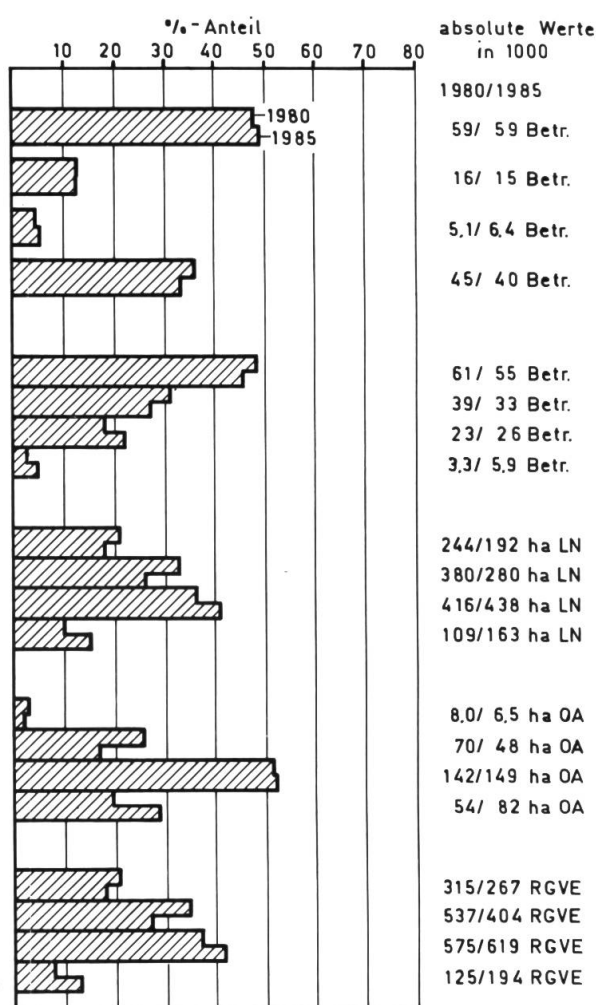 %-Anteil absolute Werte
in 1000
10 20 30 40 50 60 70 80
1980/1985
1980
1985
59/ 59 Betr.
16/ 15 Betr.
5,1/ 6,4 Betr.
45/ 40 Betr.
61/ 55 Betr.
39/ 33 Betr.
23/ 26 Betr.
3,3/ 5,9 Betr.
244/192 ha LN
380/280 ha LN
416/438 ha LN
109/163 ha LN
8,0/ 6,5 ha OA
70/ 48 ha OA
142/149 ha OA
54/ 82 ha OA
315/267 RGVE
537/404 RGVE
575/619 RGVE
125/194 RGVE